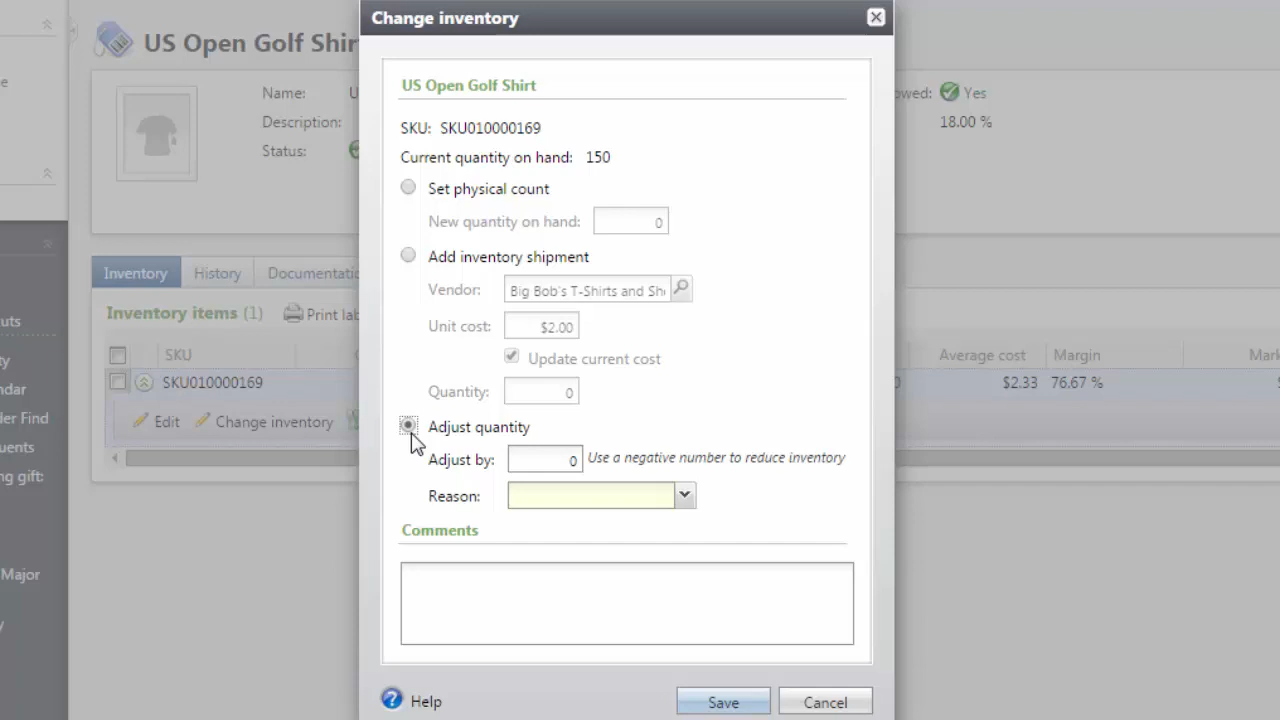 Change inventory
US Open Golf Shir
Name: U
Description:
Status:
owed: Yes
18.00 %
US Open Golf Shirt
SKU: SKU010000169
Current quantity on hand: 150
Set physical count
New quantity on hand: 0
Add inventory shipment
Vendor: Big Bob's T-Shirts and Sh
Unit cost: $2.00
Update current cost
Quantity: 0
Adjust quantity
Adjust by: 0 Use a negative number to reduce inventory
Reason:
Comments
Help
Save
Cancel
Inventory History Documentatio
Inventory items (1) Print lab
SKU Average cost Margin Mark
SKU010000169 0 $2.33 76.67 %
Edit Change inventory
e
uts
ty
ndar
der Find
uents
ng gift:
Major
y